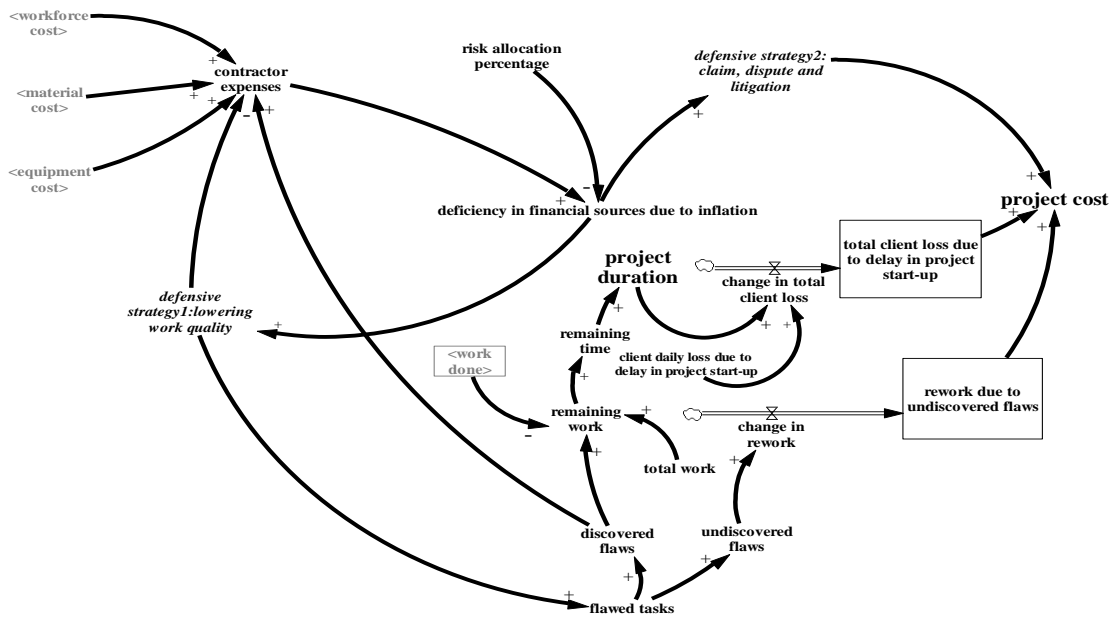 <workforce
cost>
contractor
expenses
<material
cost>
<equipment
cost>
risk allocation
percentage
defensive strategy2:
claim, dispute and
litigation
project cost
deficiency in financial sources due to inflation
project
duration
change in total
client loss
total client loss due
to delay in project
start-up
defensive
strategy1:lowering
work quality
remaining
time
client daily loss due to
delay in project start-up
<work
done>
remaining
work
total work
change in
rework
rework due to
undiscovered flaws
discovered
flaws
undiscovered
flaws
flawed tasks